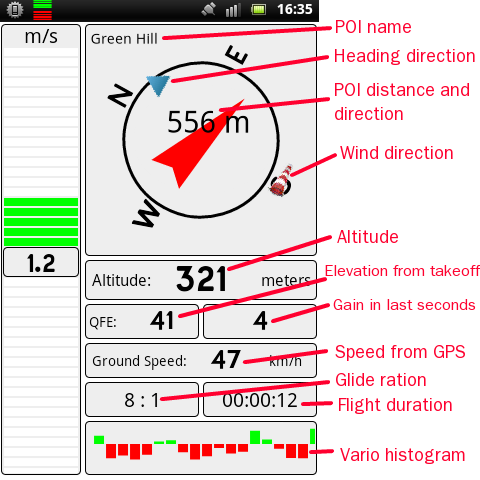 16:35
m/s
Green Hill
POI name
E
Heading direction
N
556 m
POI distance and
direction
Wind direction
W
1.2
Altitude
Altitude: 321 meters
Elevation from takeoff
QFE: 41
4
Gain in last seconds
Ground Speed: 47 km/h
Speed from GPS
Glide ration
8 : 1
00:00:12
Flight duration
Vario histogram